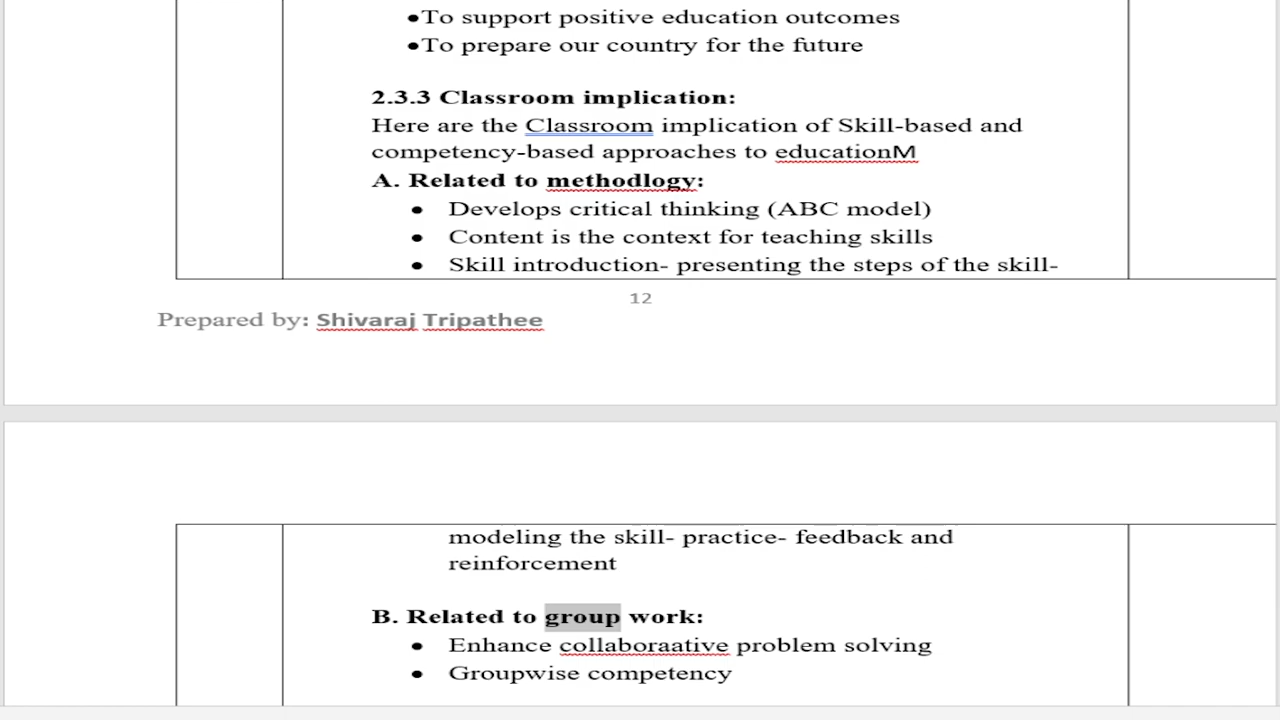 •To support positive education outcomes
•To prepare our country for the future
2.3.3 Classroom implication:
Here are the Classroom implication of Skill-based and
competency-based approaches to educationM
A. Related to methodlogy:
• Develops critical thinking (ABC model)
• Content is the context for teaching skills
• Skill introduction- presenting the steps of the skill-
12
Prepared by: Shivaraj Tripathee
modeling the skill- practice- feedback and
reinforcement
B. Related to group work:
• Enhance collaboraative problem solving
• Groupwise competency